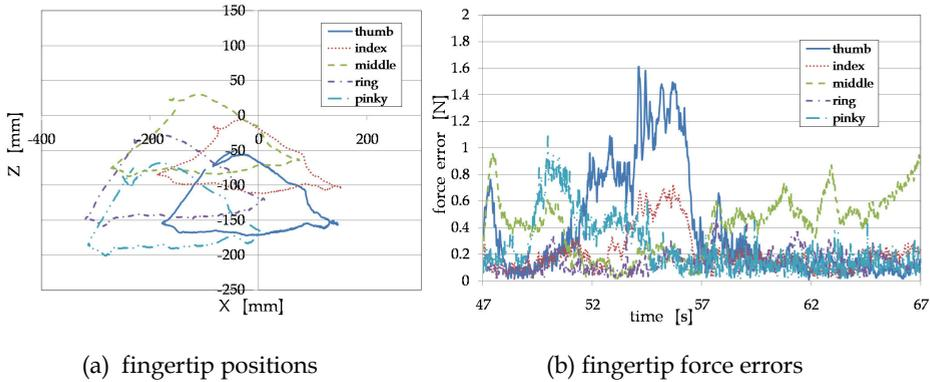 150
100
50
0
-50
-100
-150
-200
-250
-400
-200
0
200
Z [mm]
X [mm]
thumb
index
middle
ring
pinky
(a) fingertip positions
2
1.8
1.6
1.4
1.2
1
0.8
0.6
0.4
0.2
0
47
52
57
62
67
force error [N]
time [s]
thumb
index
middle
ring
pinky
(b) fingertip force errors